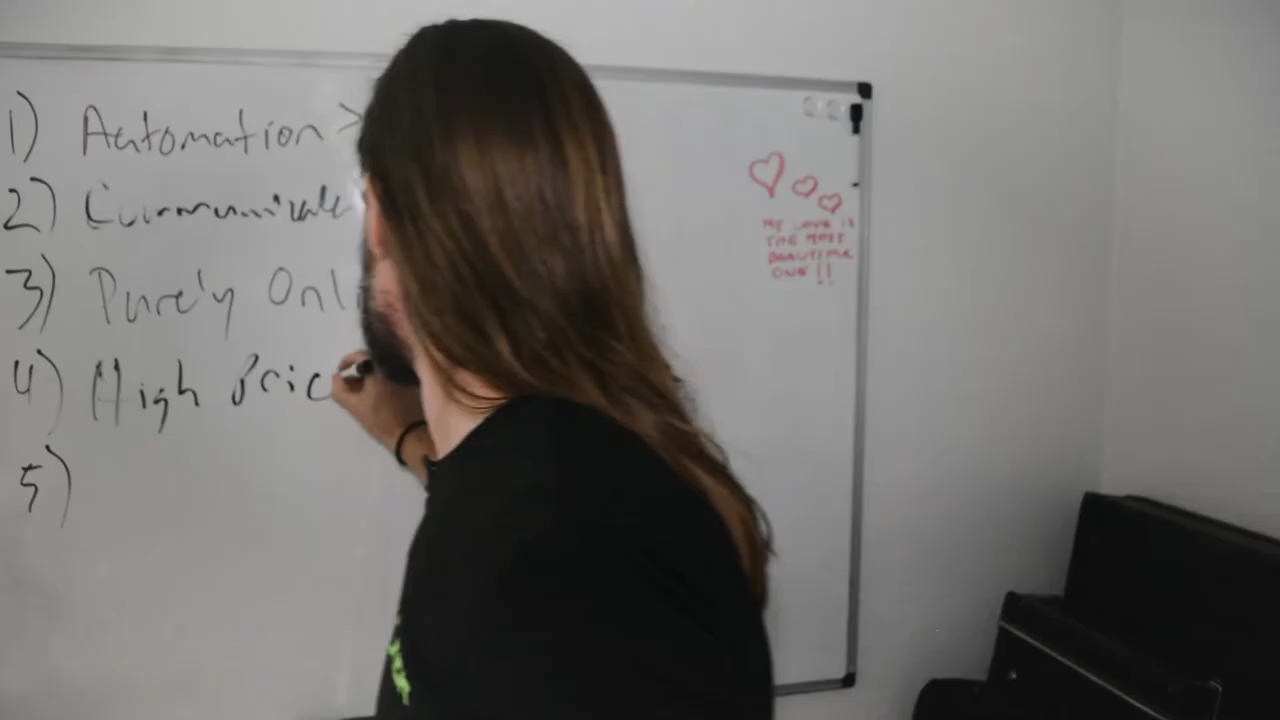 1) Automation >
2) Communicate
3) Purely Onl
4) High Pric
5)
MY LOVE IS
THE MOST
BEAUTIFUL
ONE!!